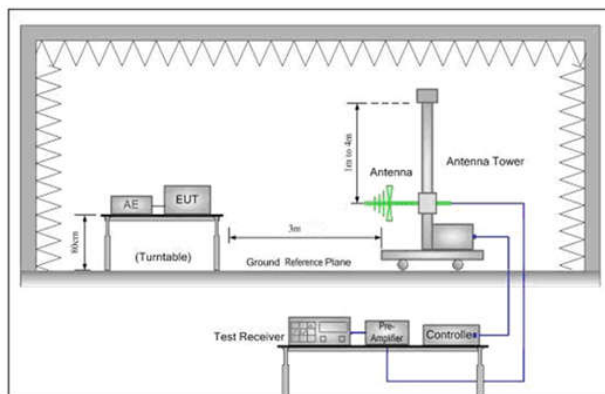 1m to 4m
Antenna
Antenna Tower
AE
EUT
80cm
(Turntable)
3m
Ground Reference Plane
Test Receiver
Pre-
Amplifier
Controller